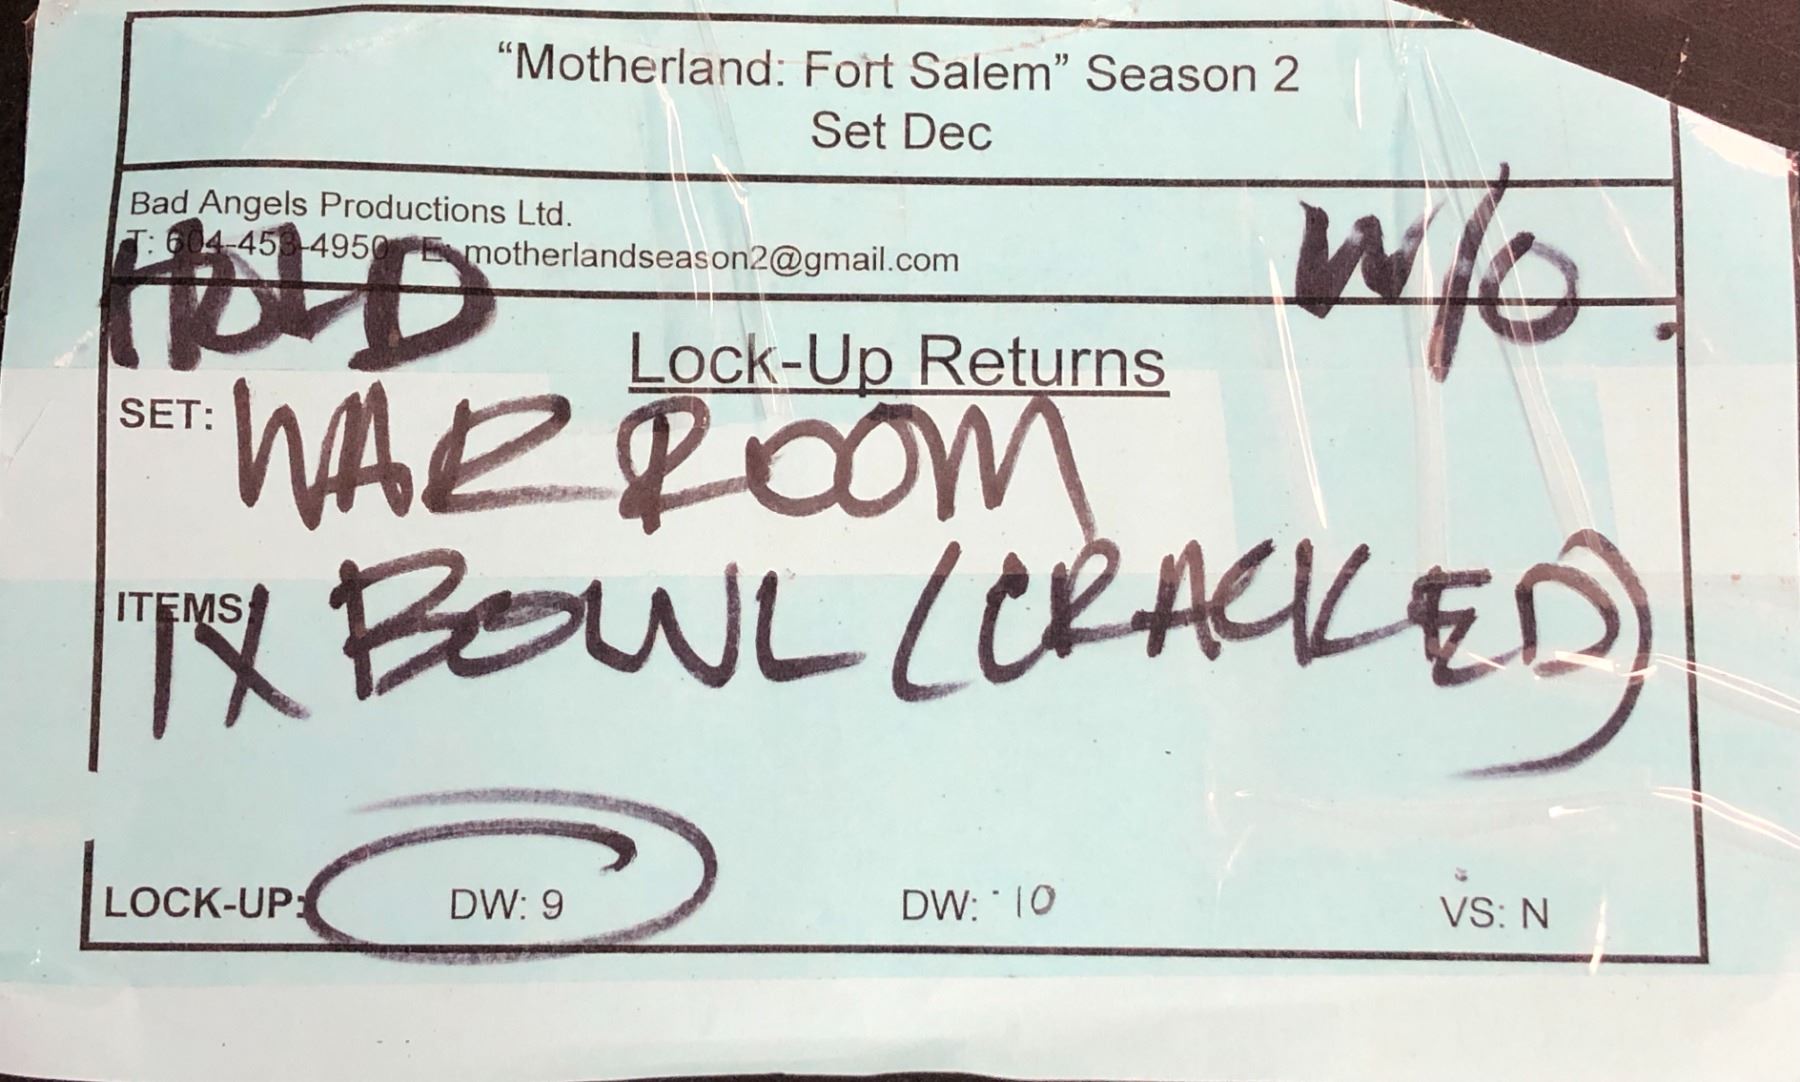 “Motherland: Fort Salem” Season 2
Set Dec
Bad Angels Productions Ltd.
T: 604-453-4950 E: motherlandseason2@gmail.com
HOLD
W/O.
Lock-Up Returns
SET: WAR ROOM
ITEMS: 1X BOWL (CRACKED)
LOCK-UP: DW: 9 DW: 10 VS: N